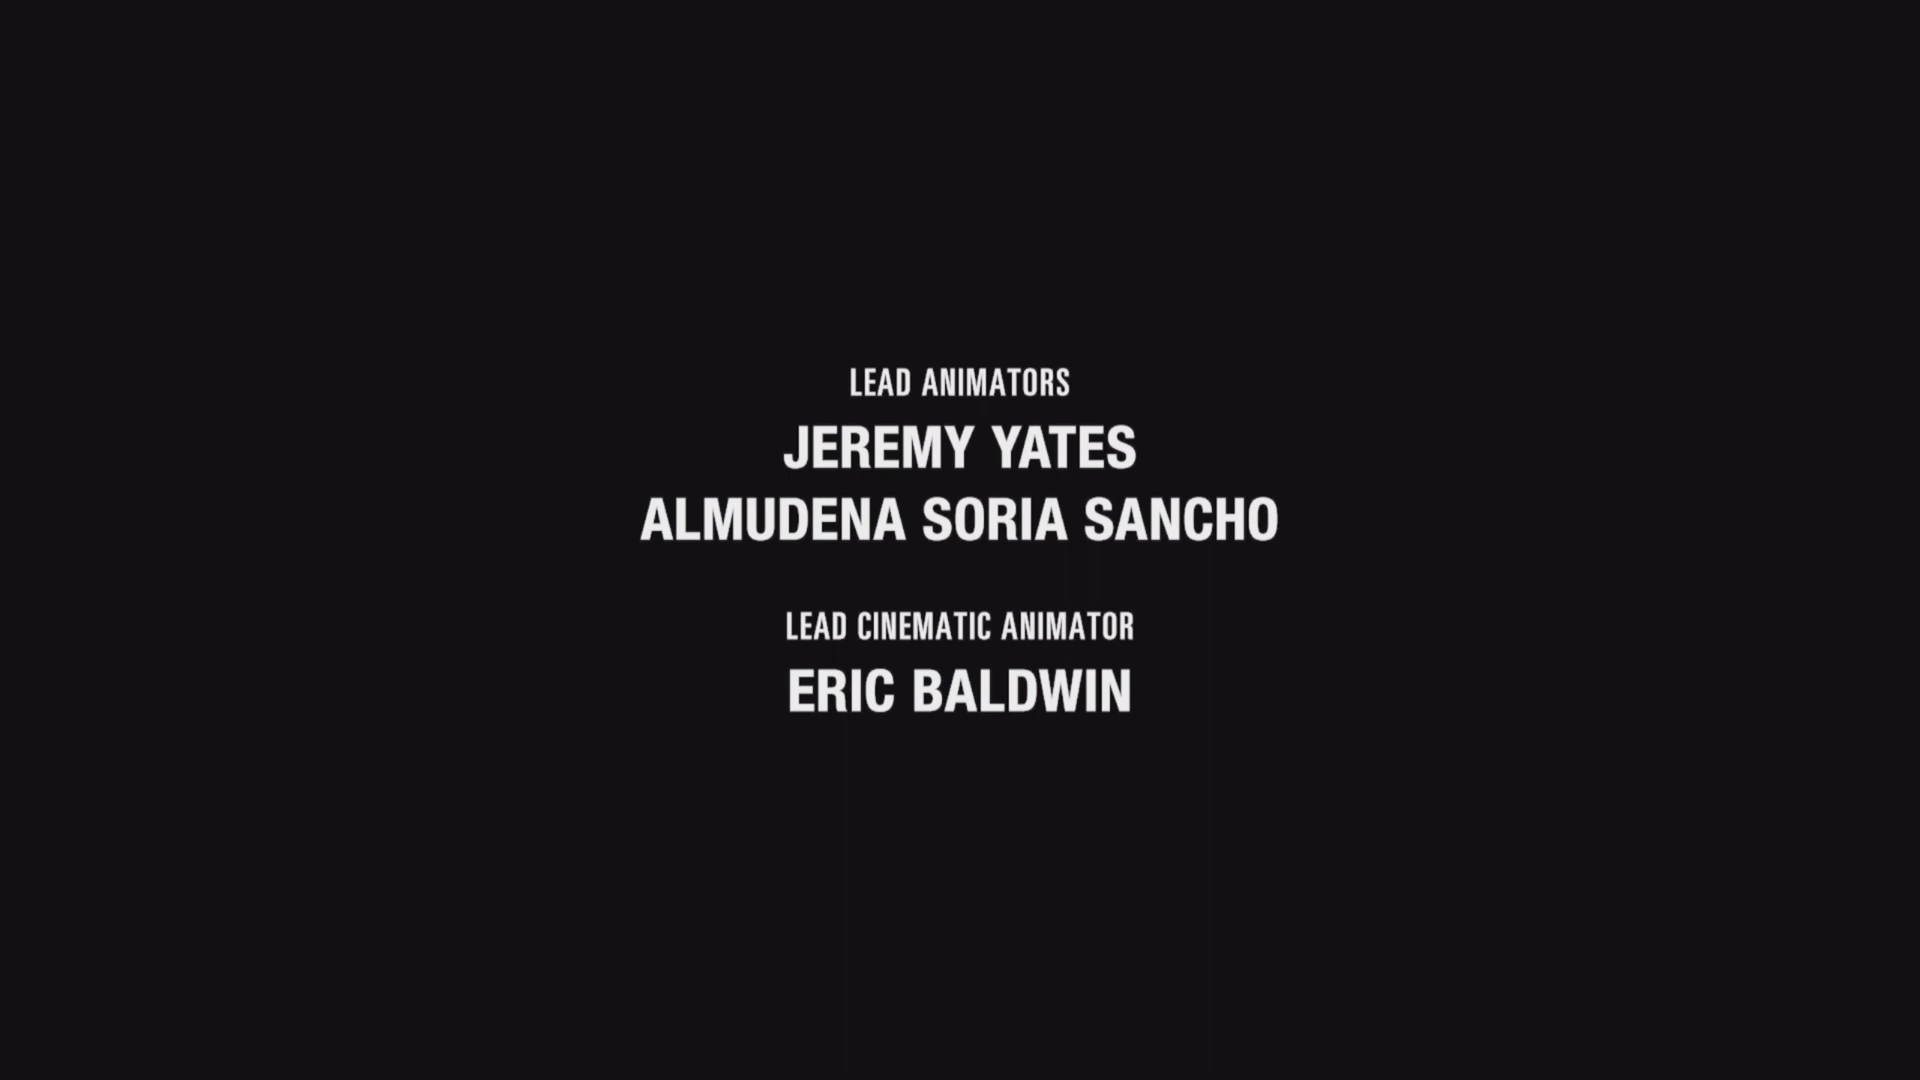 LEAD ANIMATORS
JEREMY YATES
ALMUDENA SORIA SANCHO
LEAD CINEMATIC ANIMATOR
ERIC BALDWIN